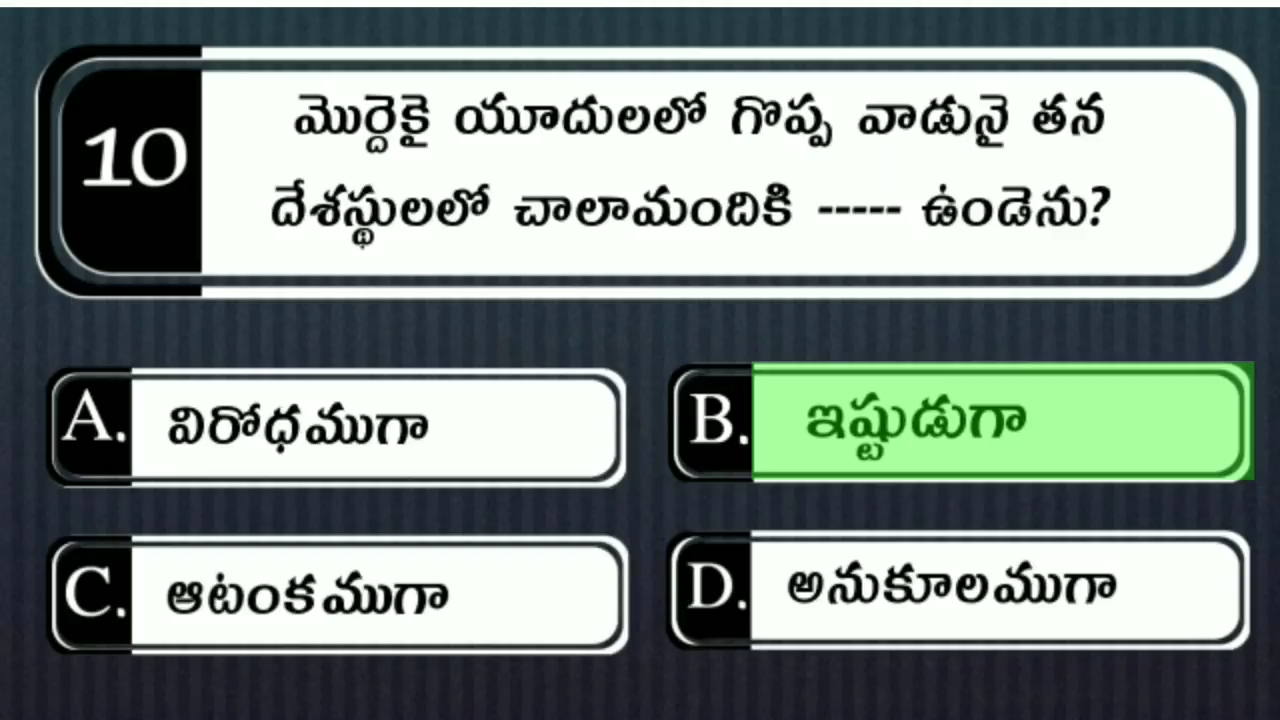 10
మొర్దెకై యూదులలో గొప్ప వాడునై తన
దేశస్థులలో చాలామందికి ----- ఉండెను?
A. విరోధముగా
B. ఇష్టుడుగా
C. ఆటంకముగా
D. అనుకూలముగా